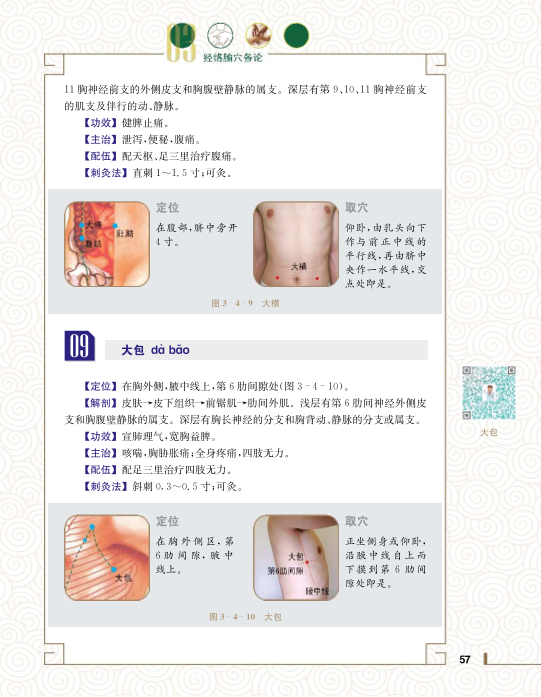 03
经络腧穴各论
11 胸神经前支的外侧皮支和胸腹壁静脉的属支。深层有第 9、10、11 胸神经前支
的肌支及伴行的动、静脉。
【功效】健脾止痛。
【主治】泄泻,便秘,腹痛。
【配伍】配天枢、足三里治疗腹痛。
【刺灸法】直刺 1～1.5 寸;可灸。
定位
在腹部,脐中旁开
4 寸。
大横
腹结
肚脐
取穴
仰卧,由乳头向下
作与前正中线的
平行线,再由脐中
央作一水平线,交
点处即是。
大横
图 3-4-9 大横
09
大包 dà bāo
【定位】在胸外侧,腋中线上,第 6 肋间隙处(图 3-4-10)。
【解剖】皮肤→皮下组织→前锯肌→肋间外肌。浅层有第 6 肋间神经外侧皮
支和胸腹壁静脉的属支。深层有胸长神经的分支和胸背动、静脉的分支或属支。
【功效】宣肺理气,宽胸益脾。
【主治】咳喘,胸胁胀痛;全身疼痛,四肢无力。
【配伍】配足三里治疗四肢无力。
【刺灸法】斜刺 0.3～0.5 寸;可灸。
大包
定位
在胸外侧区,第
6 肋间隙,腋中
线上。
大包
取穴
正坐侧身或仰卧,
沿腋中线自上而
下摸到第 6 肋间
隙处即是。
大包
第6肋间隙
腋中线
图 3-4-10 大包
57